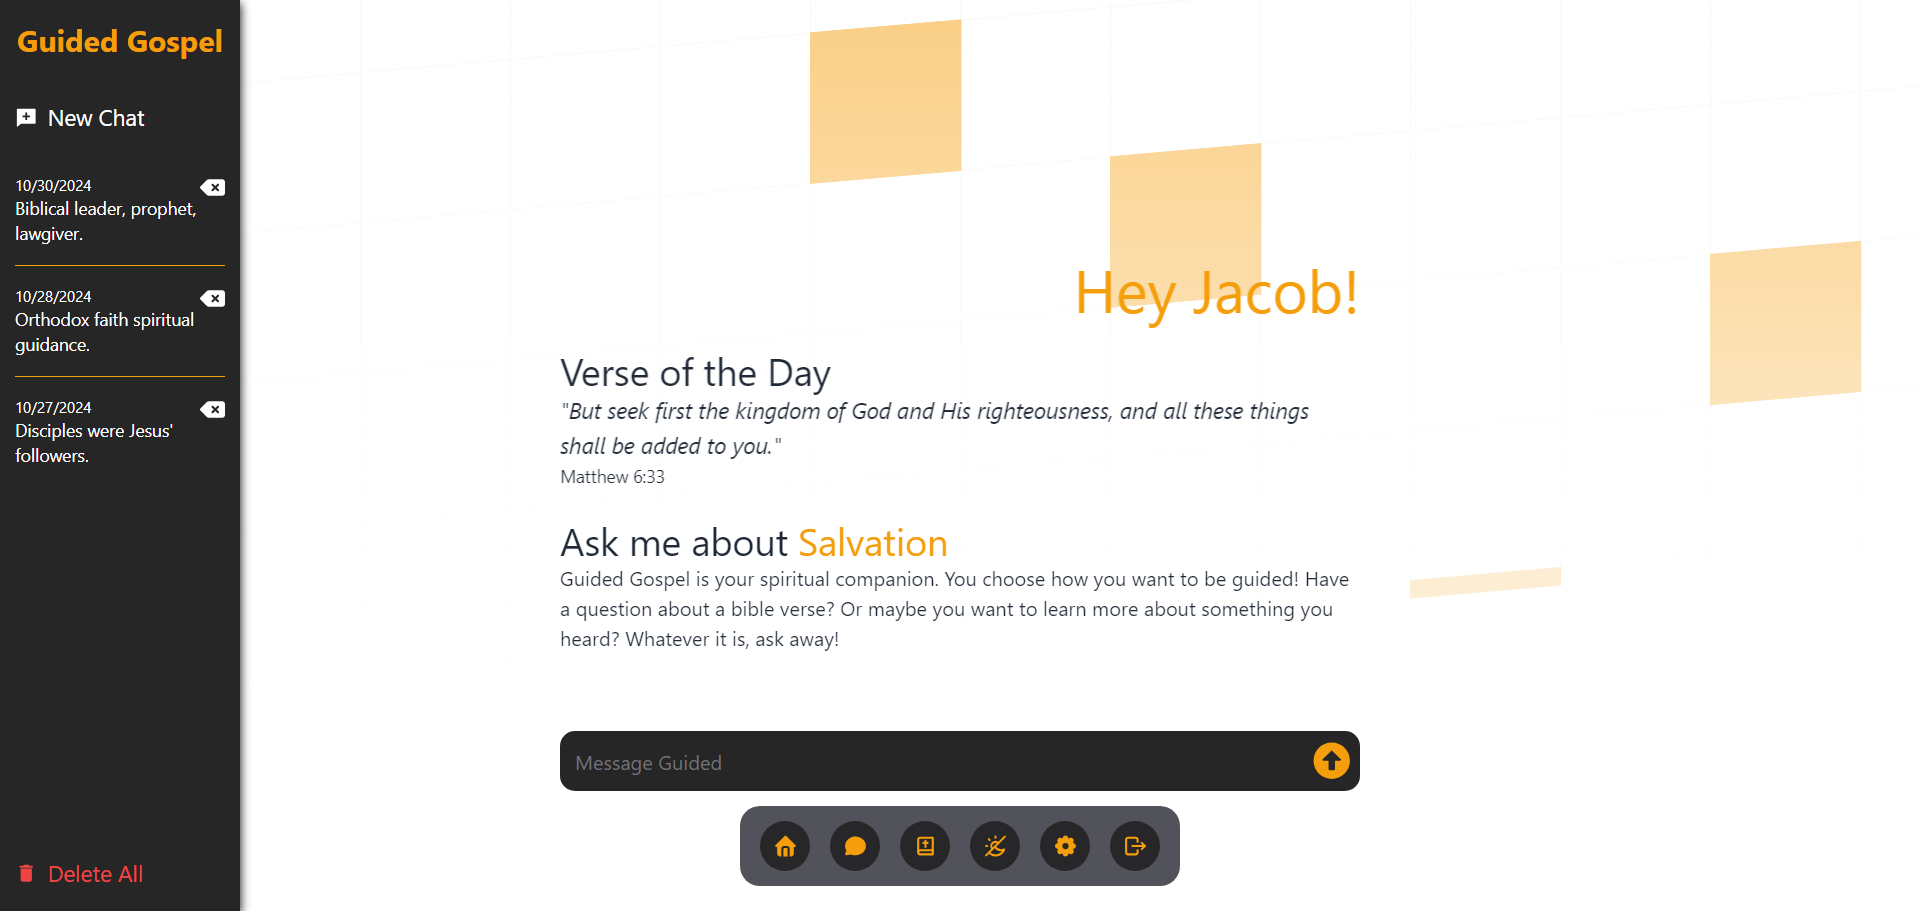 Guided Gospel
New Chat
10/30/2024
Biblical leader, prophet,
lawgiver.
10/28/2024
Orthodox faith spiritual
guidance.
10/27/2024
Disciples were Jesus'
followers.
Delete All
Hey Jacob!
Verse of the Day
"But seek first the kingdom of God and His righteousness, and all these things
shall be added to you."
Matthew 6:33
Ask me about Salvation
Guided Gospel is your spiritual companion. You choose how you want to be guided! Have
a question about a bible verse? Or maybe you want to learn more about something you
heard? Whatever it is, ask away!
Message Guided